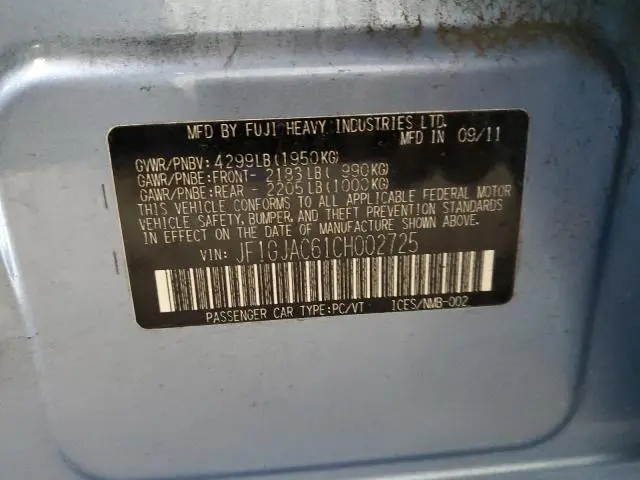 MFD BY FUJI HEAVY INDUSTRIES LTD.
MFD IN 09/11
GVWR/PNBV: 4299LB(1950KG)
GAWR/PNBE:FRONT- 2183LB( 990KG)
GAWR/PNBE:REAR - 2205LB(1000KG)
THIS VEHICLE CONFORMS TO ALL APPLICABLE FEDERAL MOTOR
VEHICLE SAFETY, BUMPER, AND THEFT PREVENTION STANDARDS
IN EFFECT ON THE DATE OF MANUFACTURE SHOWN ABOVE.
VIN: JF1GJAC61CH002725
PASSENGER CAR TYPE:PC/VT ICES/NMB-002